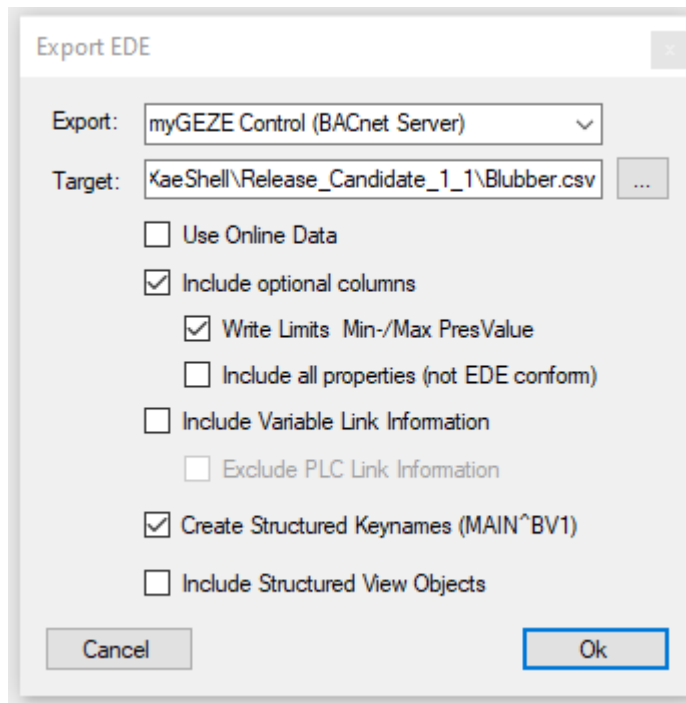 Export EDE
x
Export: myGEZE Control (BACnet Server)
Target: XaeShell\Release_Candidate_1_1\Blubber.csv ...
Use Online Data
Include optional columns
Write Limits Min-/Max PresValue
Include all properties (not EDE conform)
Include Variable Link Information
Exclude PLC Link Information
Create Structured Keynames (MAIN^BV1)
Include Structured View Objects
Cancel Ok